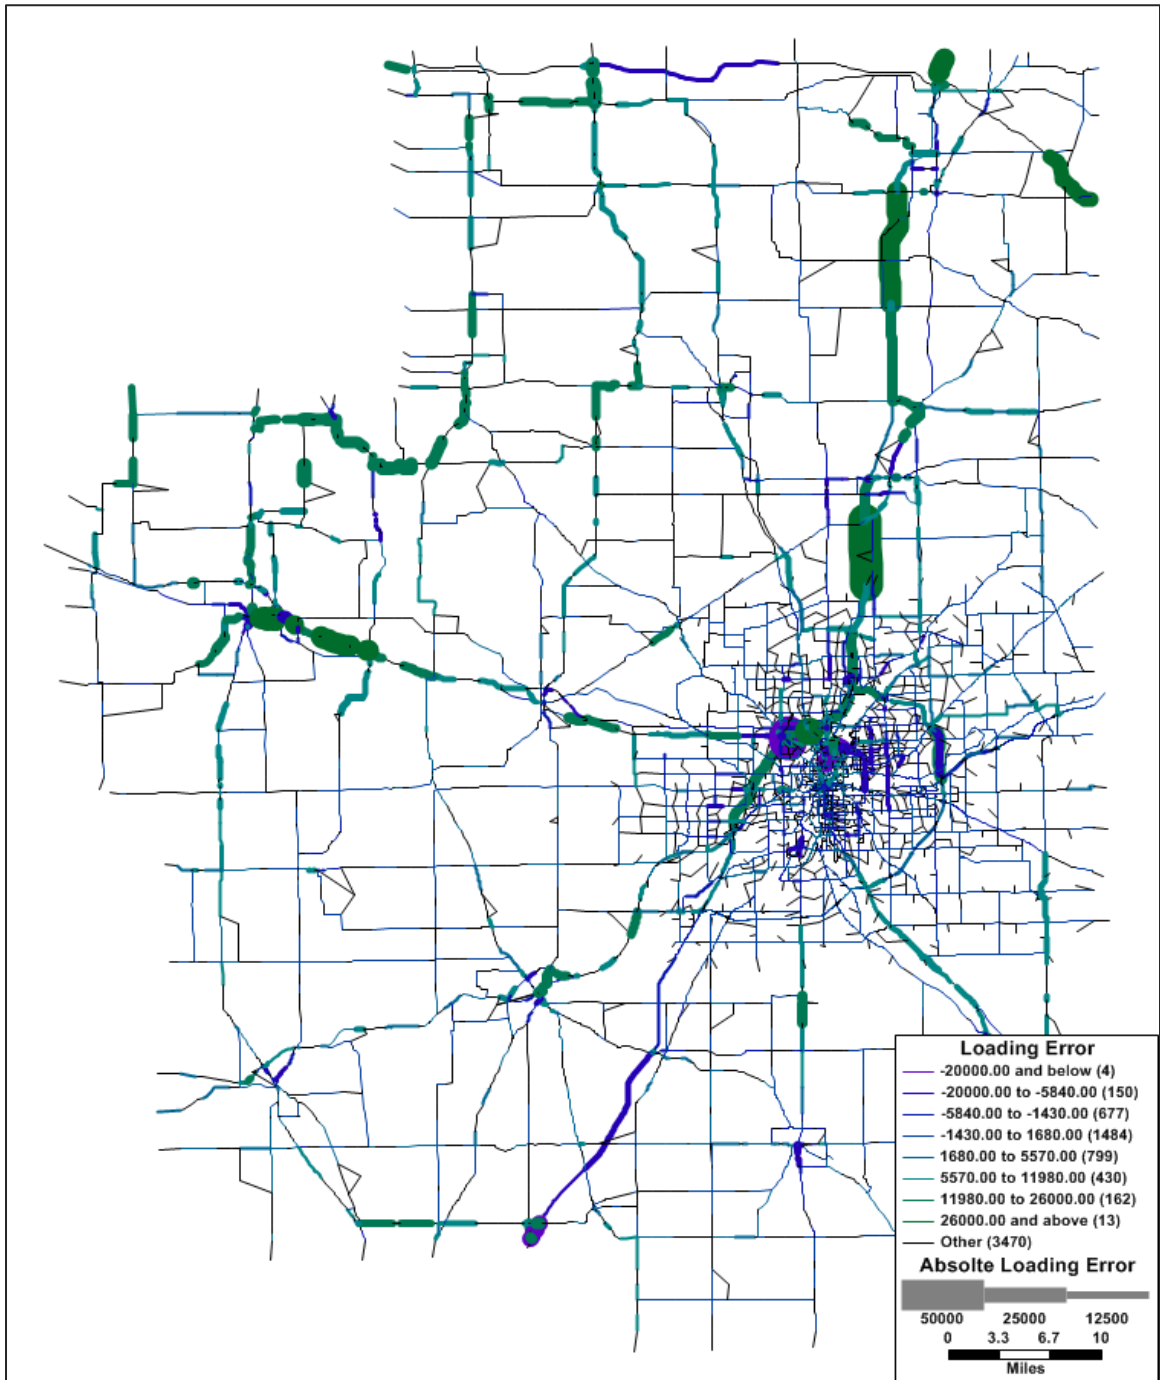 Loading Error
-20000.00 and below (4)
-20000.00 to -5840.00 (150)
-5840.00 to -1430.00 (677)
-1430.00 to 1680.00 (1484)
1680.00 to 5570.00 (799)
5570.00 to 11980.00 (430)
11980.00 to 26000.00 (162)
26000.00 and above (13)
Other (3470)
Absolte Loading Error
50000 25000 12500
0 3.3 6.7 10
Miles